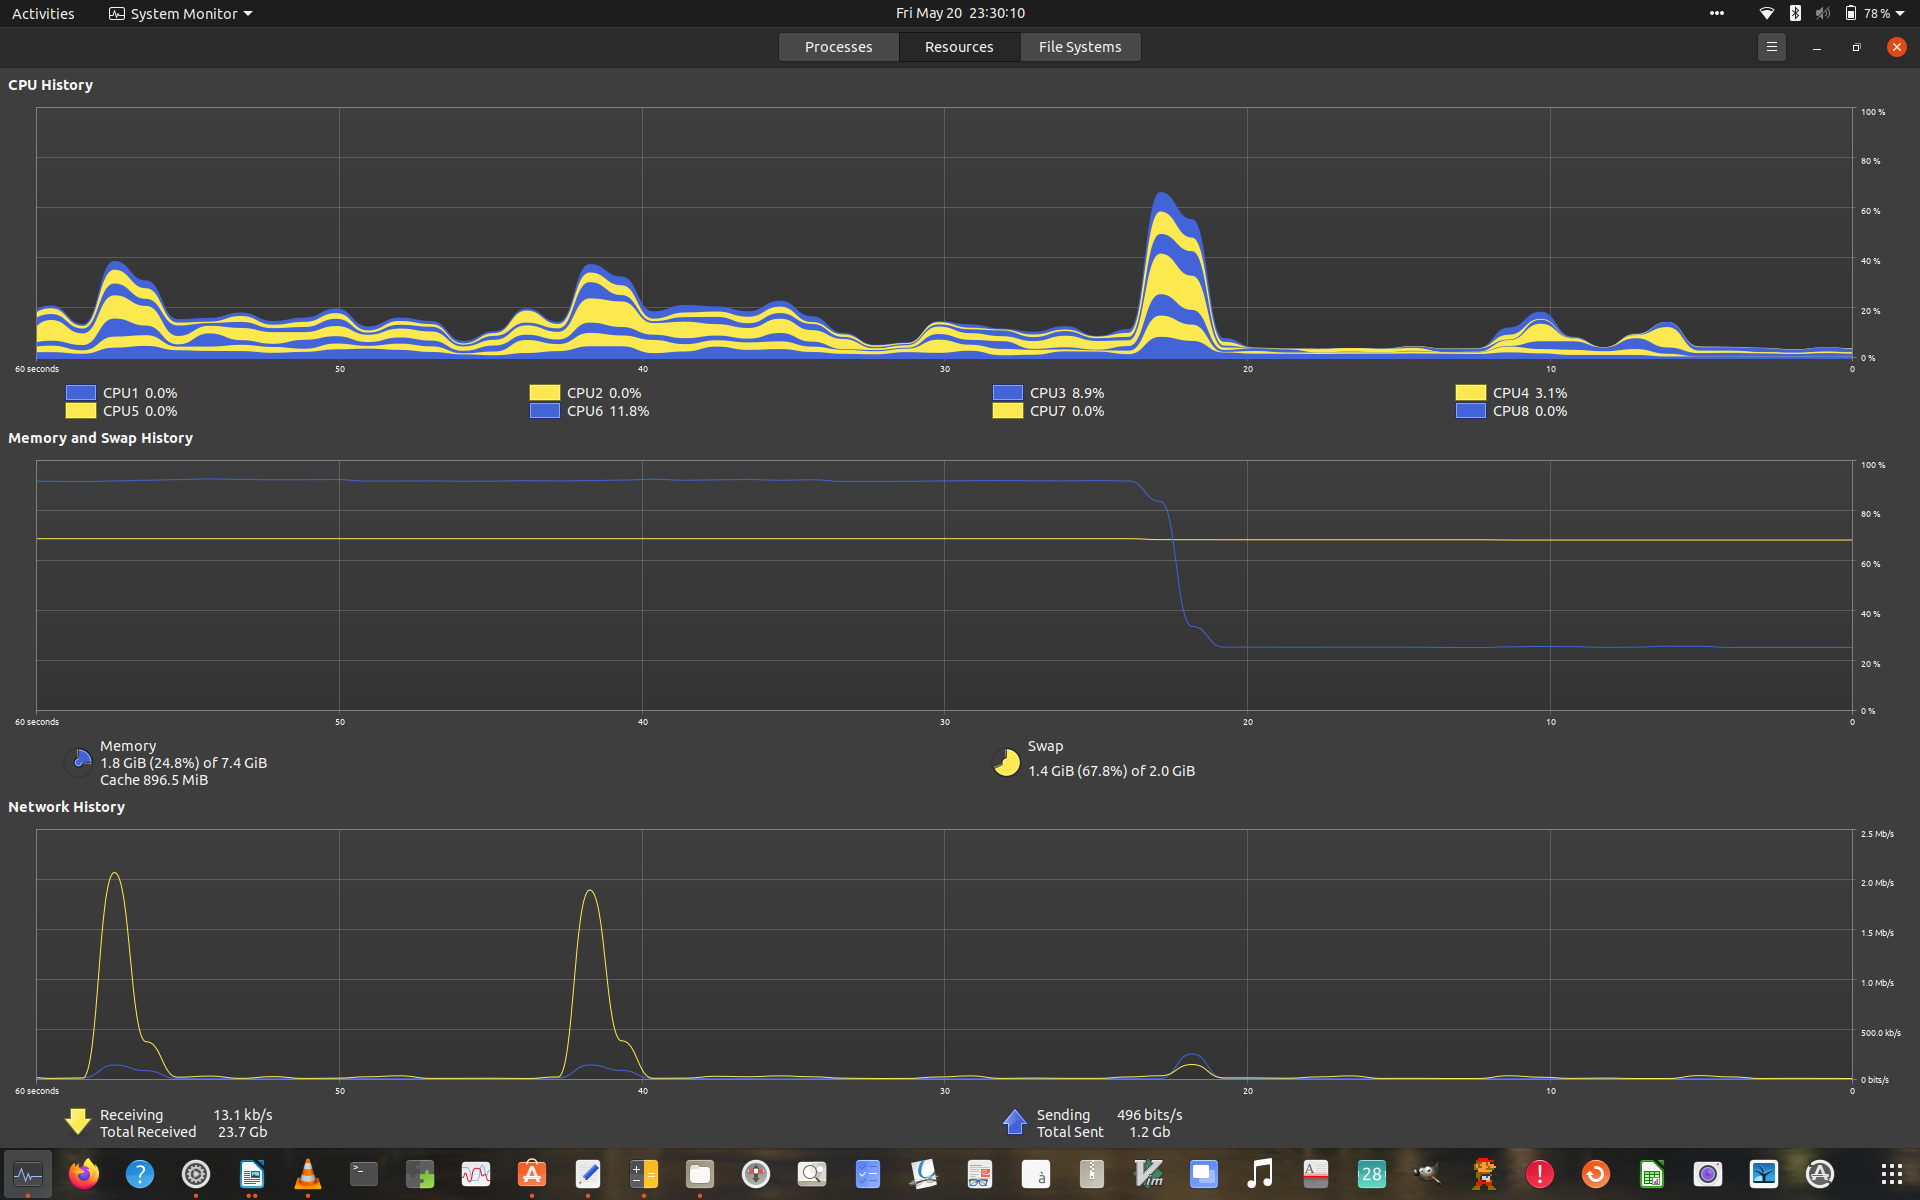 Activities System Monitor Fri May 20 23:30:10 78 %
Processes Resources File Systems
CPU History
100 %
80 %
60 %
40 %
20 %
0 %
60 seconds 50 40 30 20 10 0
CPU1 0.0% CPU2 0.0% CPU3 8.9% CPU4 3.1%
CPU5 0.0% CPU6 11.8% CPU7 0.0% CPU8 0.0%
Memory and Swap History
100 %
80 %
60 %
40 %
20 %
0 %
60 seconds 50 40 30 20 10 0
Memory Swap
1.8 GiB (24.8%) of 7.4 GiB 1.4 GiB (67.8%) of 2.0 GiB
Cache 896.5 MiB
Network History
2.5 Mb/s
2.0 Mb/s
1.5 Mb/s
1.0 Mb/s
500.0 kb/s
0 bits/s
60 seconds 50 40 30 20 10 0
Receiving 13.1 kb/s Sending 496 bits/s
Total Received 23.7 Gb Total Sent 1.2 Gb
? >_ A à Vim A 28 ! A